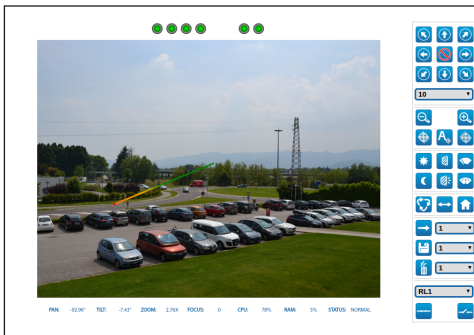 10
A
1
1
1
RL1
PAN: -92.96° TILT: -7.43° ZOOM: 2.76X FOCUS: 0 CPU: 78% RAM: 5% STATUS: NORMAL